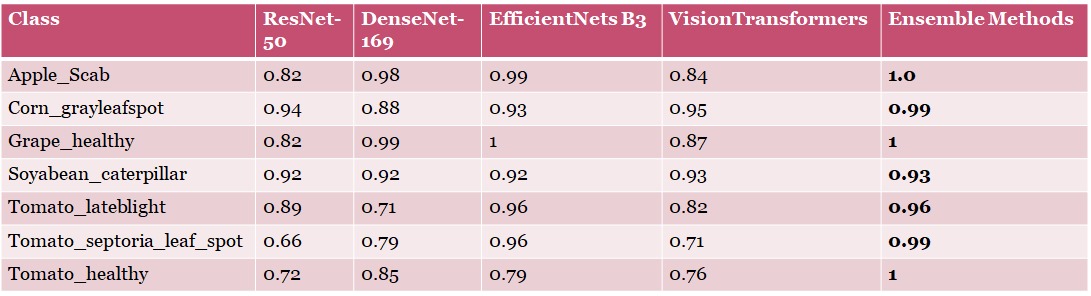 Class ResNet-50 DenseNet-169 EfficientNets B3 VisionTransformers Ensemble Methods
Apple_Scab 0.82 0.98 0.99 0.84 1.0
Corn_grayleafspot 0.94 0.88 0.93 0.95 0.99
Grape_healthy 0.82 0.99 1 0.87 1
Soyabean_caterpillar 0.92 0.92 0.92 0.93 0.93
Tomato_lateblight 0.89 0.71 0.96 0.82 0.96
Tomato_septoria_leaf_spot 0.66 0.79 0.96 0.71 0.99
Tomato_healthy 0.72 0.85 0.79 0.76 1